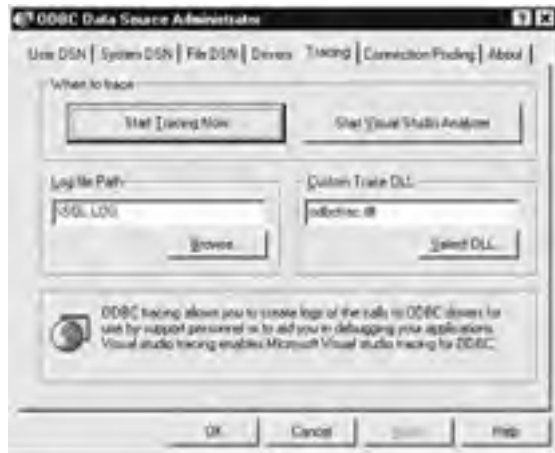 ODBC Data Source Administrator
User DSN System DSN File DSN Drivers Tracing Connection Pooling About
When to trace
Start Tracing Now Start Visual Studio Analyzer
Log file Path Custom Trace DLL
\SQL.LOG odbctrac.dll
Browse... Select DLL...
ODBC tracing allows you to create logs of the calls to ODBC drivers for
use by support personnel or to aid you in debugging your applications.
Visual studio tracing enables Microsoft Visual studio tracing for ODBC.
OK Cancel Help